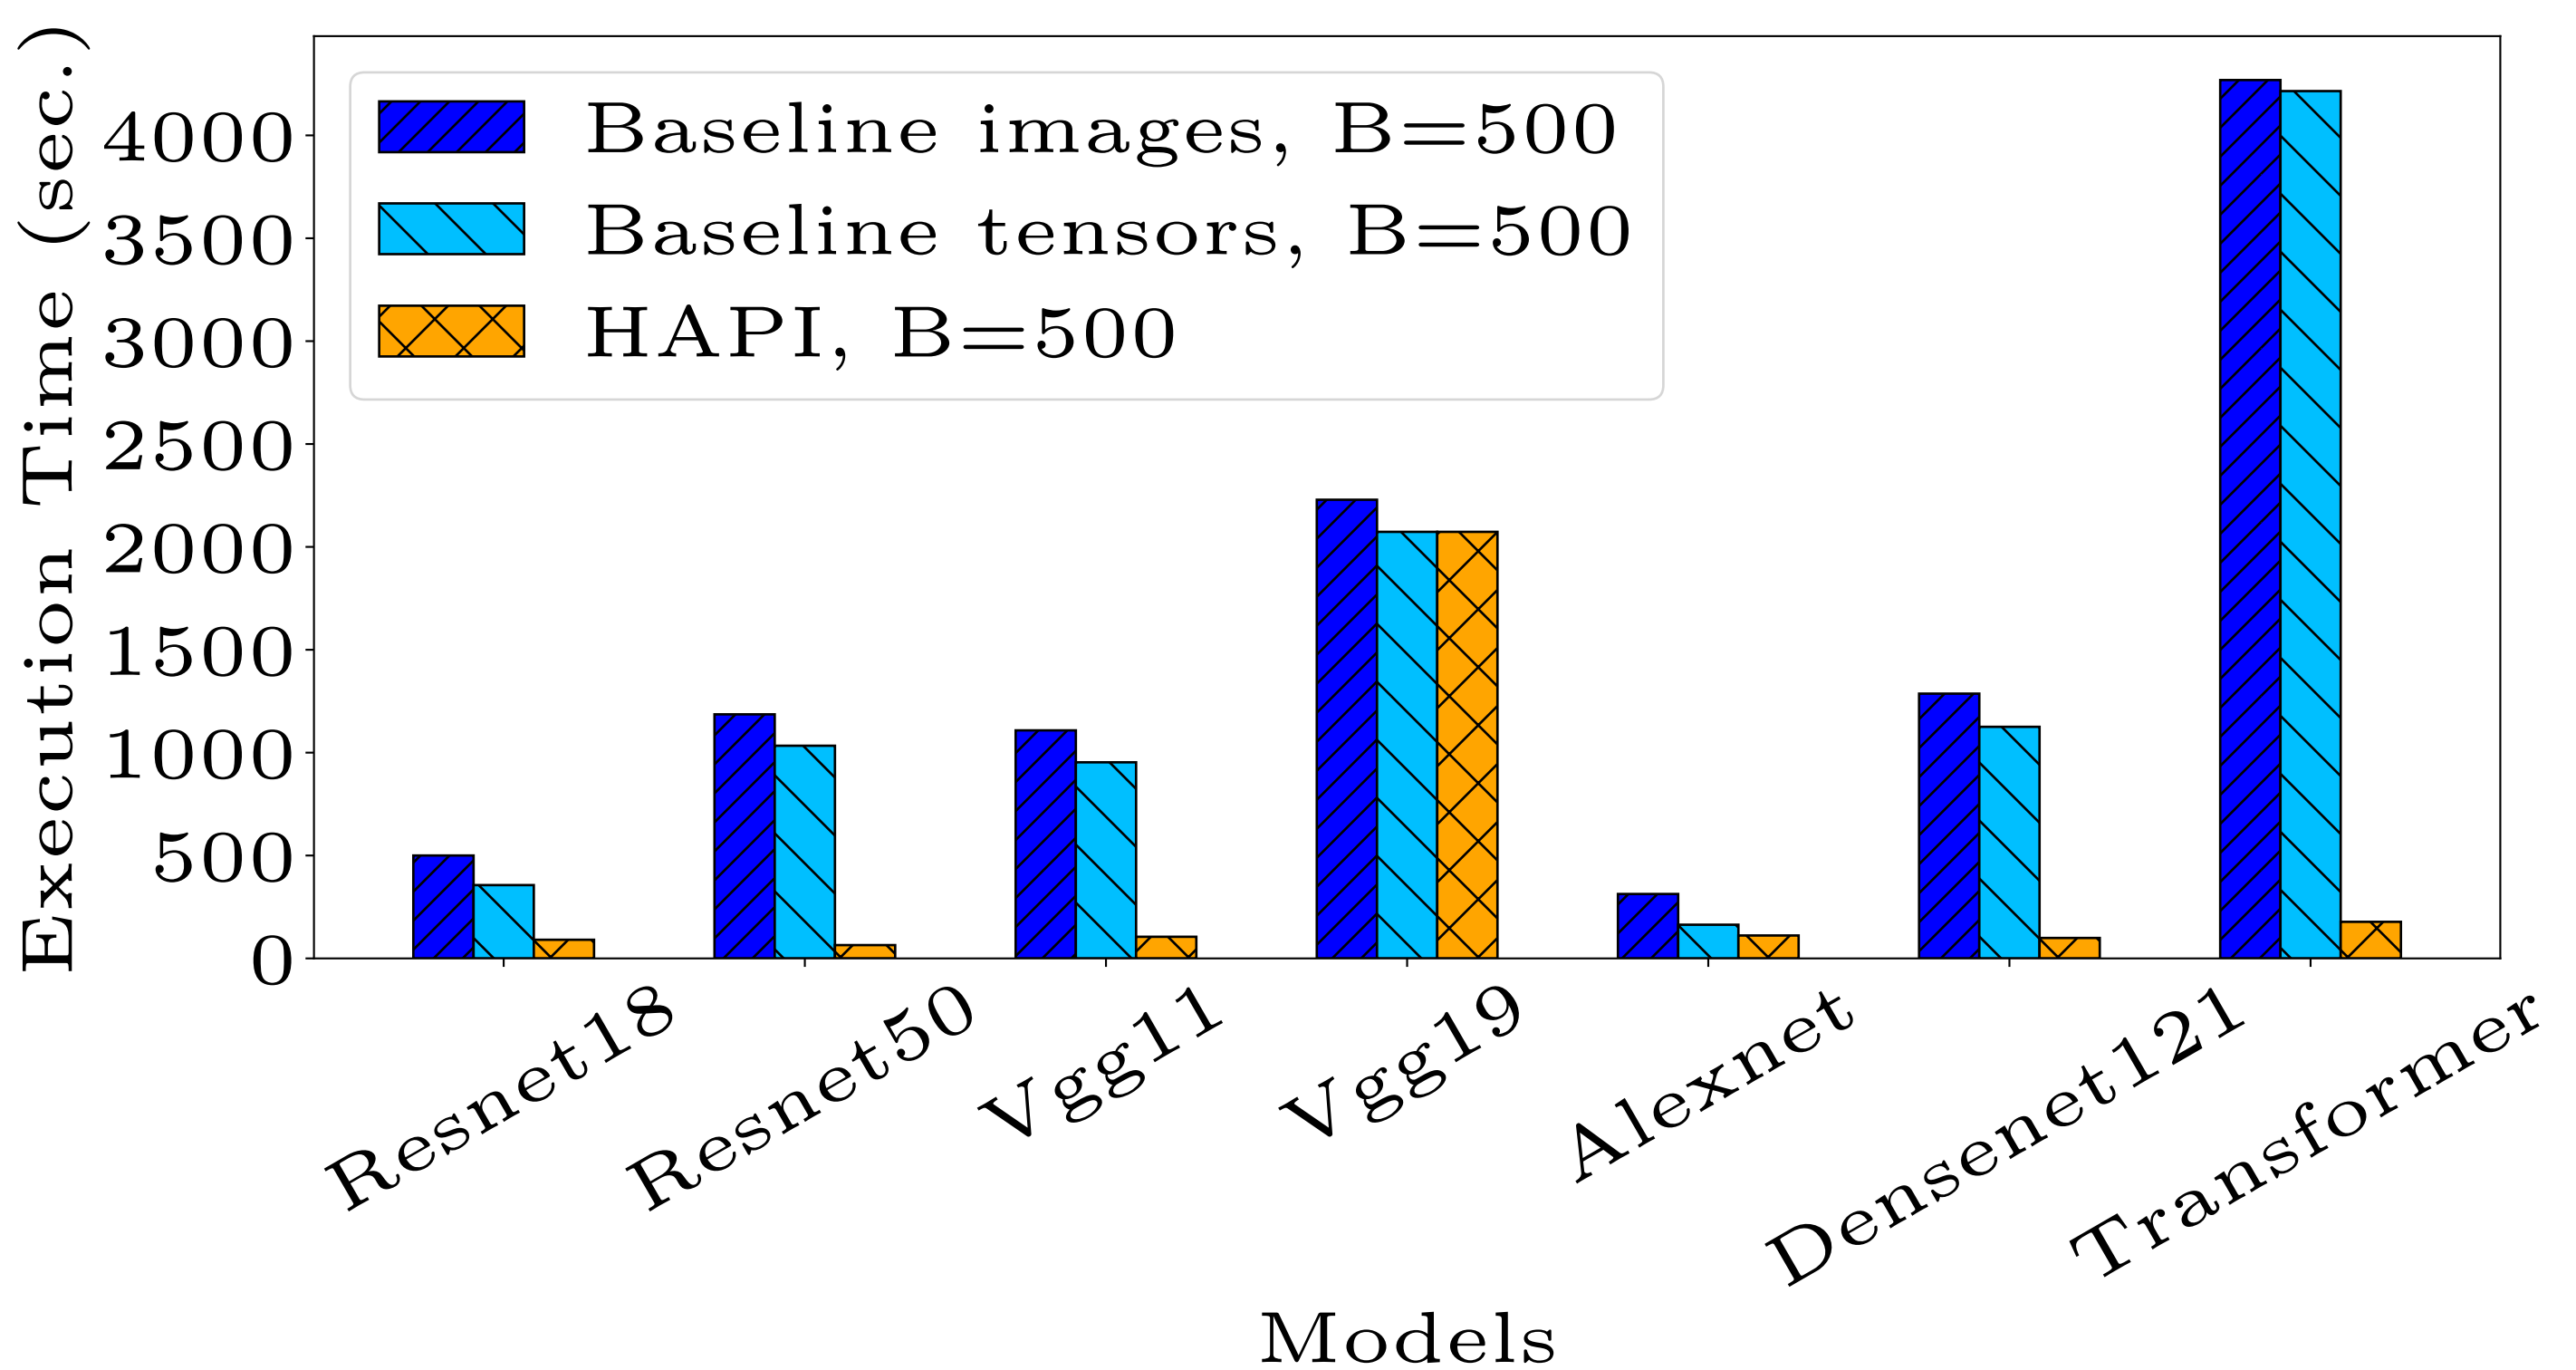 Execution Time (sec.)
4000
3500
3000
2500
2000
1500
1000
500
0
Baseline images, B=500
Baseline tensors, B=500
HAPI, B=500
Resnet18
Resnet50
Vgg11
Vgg19
Alexnet
Densenet121
Transformer
Models